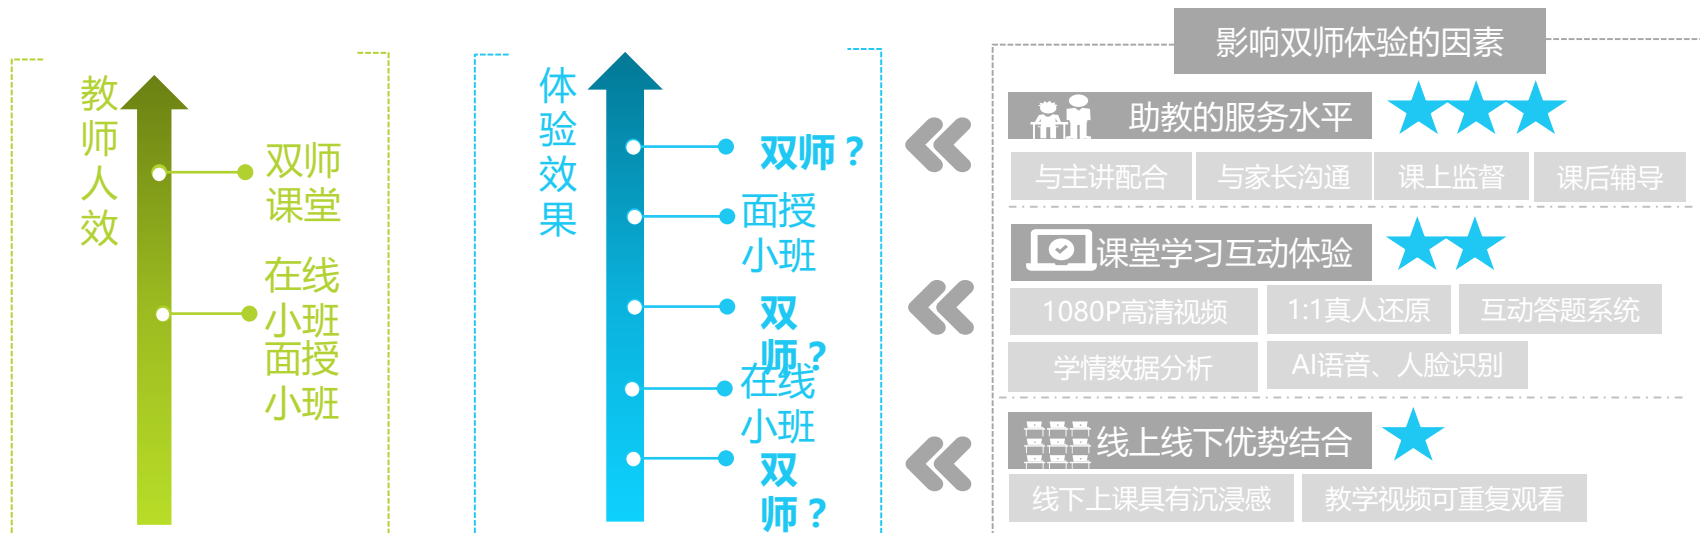 教师人效
双师
课堂
在线
小班
面授
小班
体验效果
双师？
面授
小班
双
师？
在线
小班
双
师？
影响双师体验的因素
助教的服务水平
与主讲配合
与家长沟通
课上监督
课后辅导
课堂学习互动体验
1080P高清视频
1:1真人还原
互动答题系统
学情数据分析
AI语音、人脸识别
线上线下优势结合
线下上课具有沉浸感
教学视频可重复观看